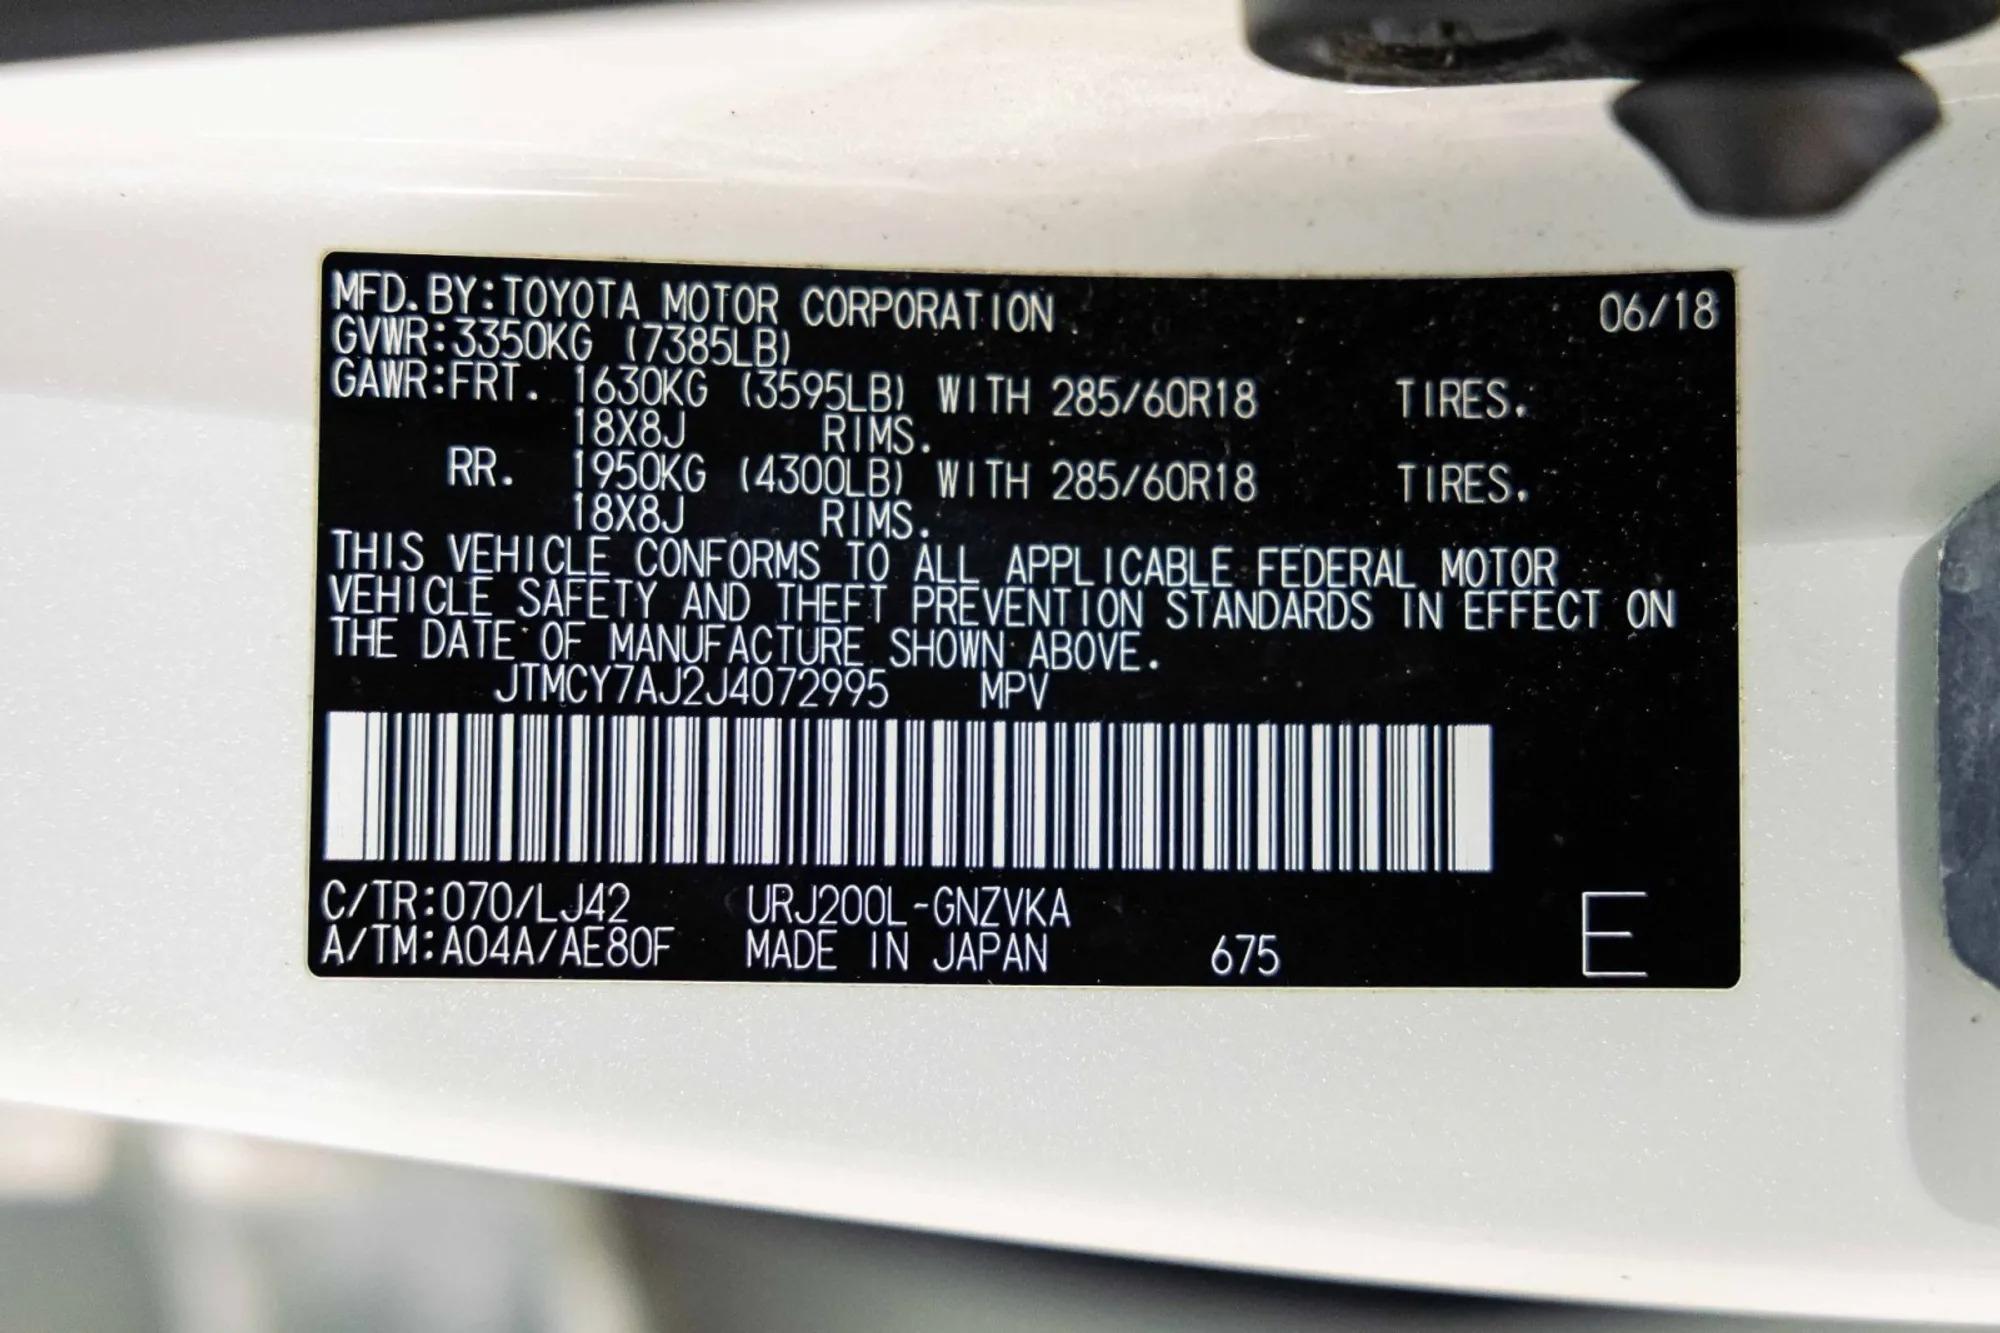 MFD.BY:TOYOTA MOTOR CORPORATION 06/18
GVWR:3350KG (7385LB)
GAWR:FRT. 1630KG (3595LB) WITH 285/60R18 TIRES.
18X8J RIMS.
RR. 1950KG (4300LB) WITH 285/60R18 TIRES.
18X8J RIMS.
THIS VEHICLE CONFORMS TO ALL APPLICABLE FEDERAL MOTOR
VEHICLE SAFETY AND THEFT PREVENTION STANDARDS IN EFFECT ON
THE DATE OF MANUFACTURE SHOWN ABOVE.
JTMCY7AJ2J4072995 MPV
C/TR:070/LJ42 URJ200L-GNZVKA
A/TM:A04A/AE80F MADE IN JAPAN 675 E